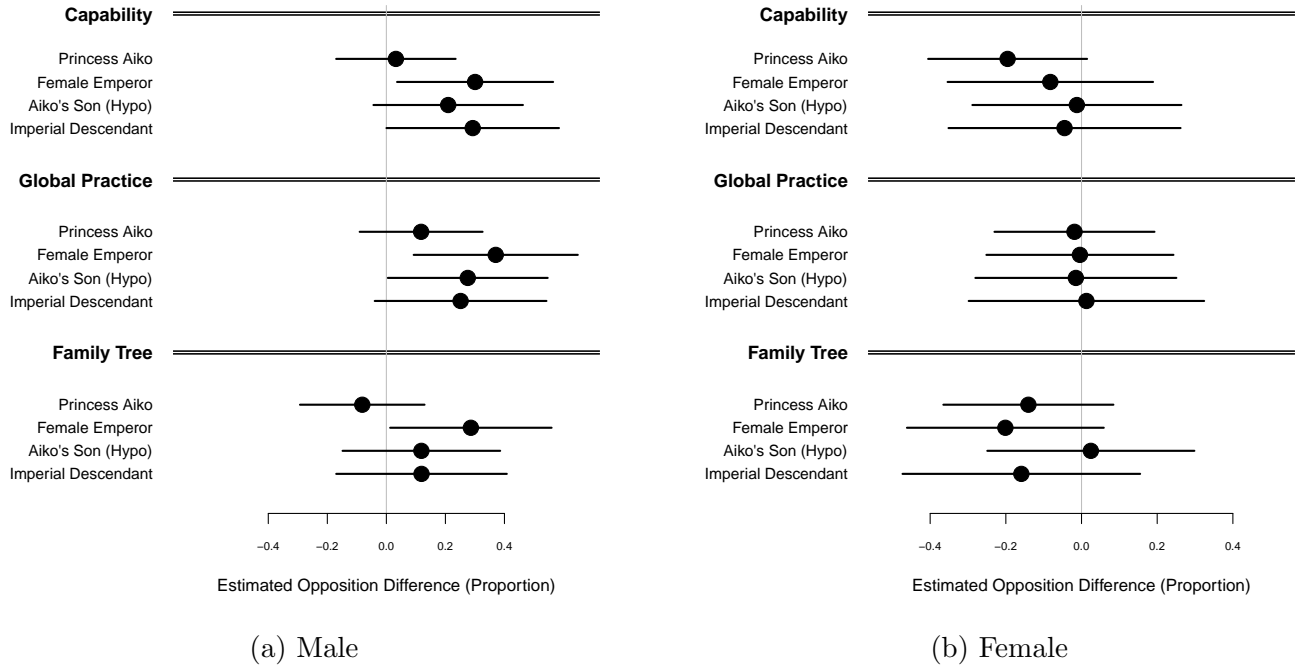 Capability
Princess Aiko
Female Emperor
Aiko's Son (Hypo)
Imperial Descendant
Global Practice
Princess Aiko
Female Emperor
Aiko's Son (Hypo)
Imperial Descendant
Family Tree
Princess Aiko
Female Emperor
Aiko's Son (Hypo)
Imperial Descendant
−0.4 −0.2 0.0 0.2 0.4
Estimated Opposition Difference (Proportion)
(a) Male
Capability
Princess Aiko
Female Emperor
Aiko's Son (Hypo)
Imperial Descendant
Global Practice
Princess Aiko
Female Emperor
Aiko's Son (Hypo)
Imperial Descendant
Family Tree
Princess Aiko
Female Emperor
Aiko's Son (Hypo)
Imperial Descendant
−0.4 −0.2 0.0 0.2 0.4
Estimated Opposition Difference (Proportion)
(b) Female